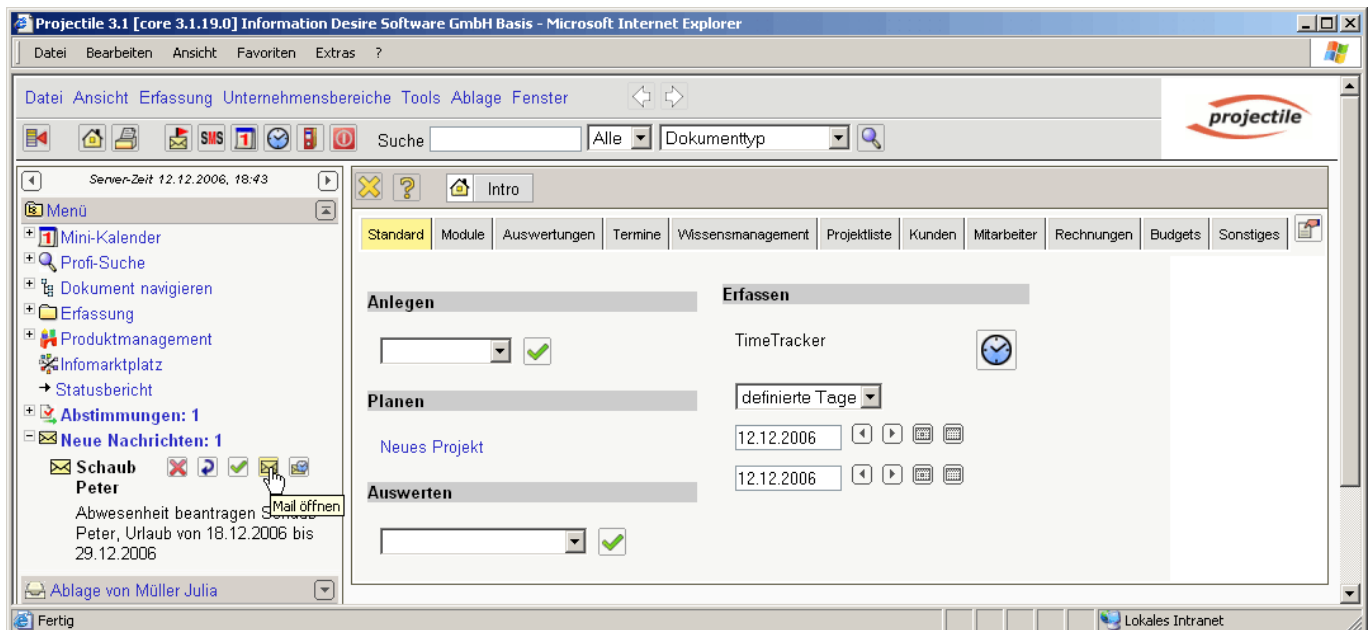 Projectile 3.1 [core 3.1.19.0] Information Desire Software GmbH Basis - Microsoft Internet Explorer
Datei Bearbeiten Ansicht Favoriten Extras ?
Datei Ansicht Erfassung Unternehmensbereiche Tools Ablage Fenster
projectile
SMS 1 Suche Alle Dokumenttyp
Server-Zeit 12.12.2006, 18:43
Intro
Menü
Standard Module Auswertungen Termine Wissensmanagement Projektliste Kunden Mitarbeiter Rechnungen Budgets Sonstiges
Mini-Kalender
Profi-Suche
Dokument navigieren
Erfassung
Produktmanagement
Infomarktplatz
Statusbericht
Abstimmungen: 1
Neue Nachrichten: 1
Schaub
Peter
Mail öffnen
Abwesenheit beantragen Schaub
Peter, Urlaub von 18.12.2006 bis
29.12.2006
Ablage von Müller Julia
Anlegen
Planen
Neues Projekt
Auswerten
Erfassen
TimeTracker
definierte Tage
12.12.2006
12.12.2006
Fertig
Lokales Intranet